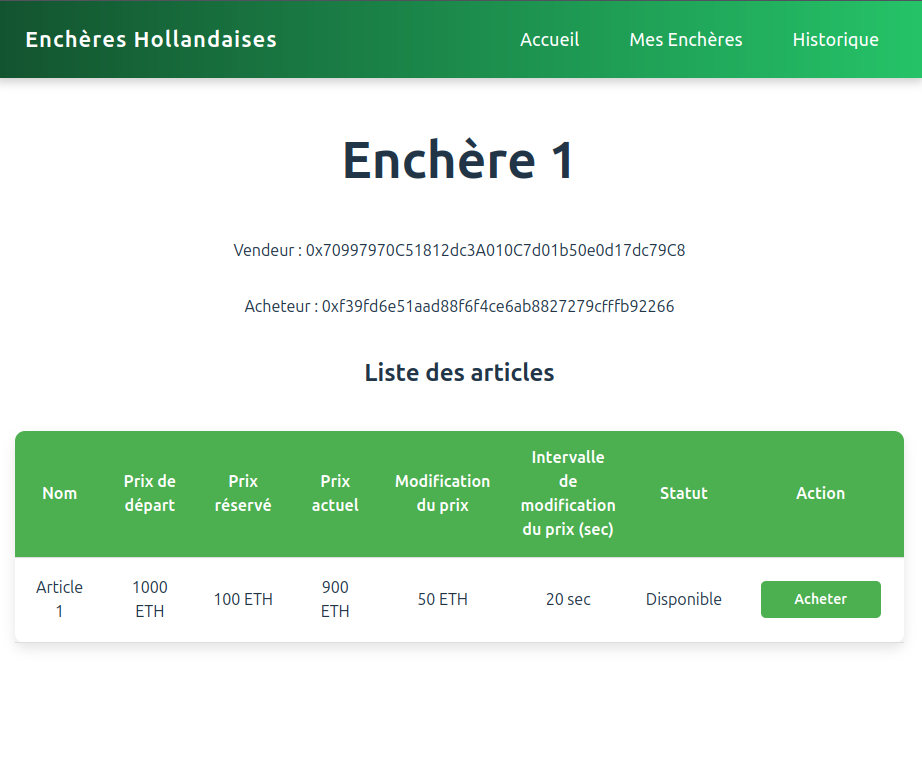 Enchères Hollandaises Accueil Mes Enchères Historique
Enchère 1
Vendeur : 0x70997970C51812dc3A010C7d01b50e0d17dc79C8
Acheteur : 0xf39fd6e51aad88f6f4ce6ab8827279cfffb92266
Liste des articles
Nom
Prix de
départ
Prix
réservé
Prix
actuel
Modification
du prix
Intervalle
de
modification
du prix (sec)
Statut
Action
Article
1
1000
ETH
100 ETH
900
ETH
50 ETH
20 sec
Disponible
Acheter